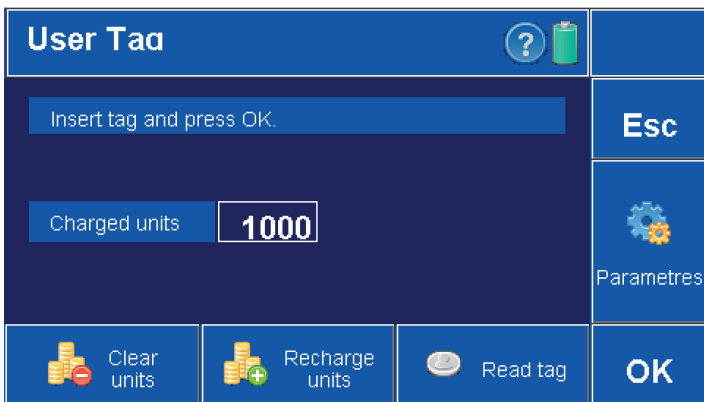 User Tag
?
Insert tag and press OK.
Esc
Charged units
1000
Parametres
Clear
units
Recharge
units
Read tag
OK